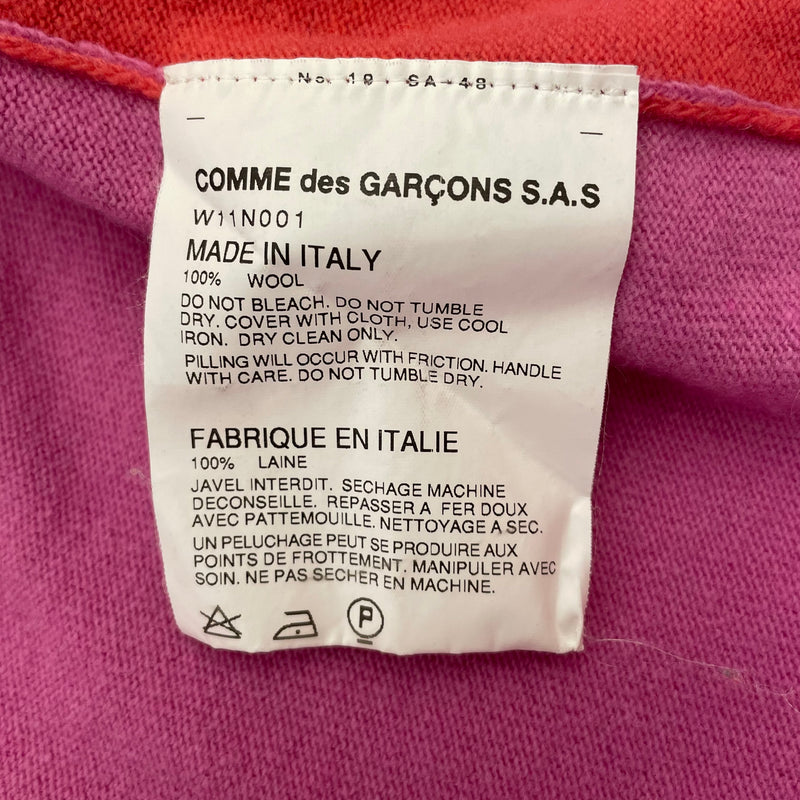 No. 19 . SA-48
COMME des GARÇONS S.A.S
W11N001
MADE IN ITALY
100% WOOL
DO NOT BLEACH. DO NOT TUMBLE
DRY. COVER WITH CLOTH, USE COOL
IRON. DRY CLEAN ONLY.
PILLING WILL OCCUR WITH FRICTION. HANDLE
WITH CARE. DO NOT TUMBLE DRY.
FABRIQUE EN ITALIE
100% LAINE
JAVEL INTERDIT. SECHAGE MACHINE
DECONSEILLE. REPASSER A FER DOUX
AVEC PATTEMOUILLE. NETTOYAGE A SEC.
UN PELUCHAGE PEUT SE PRODUIRE AUX
POINTS DE FROTTEMENT. MANIPULER AVEC
SOIN. NE PAS SECHER EN MACHINE.
P